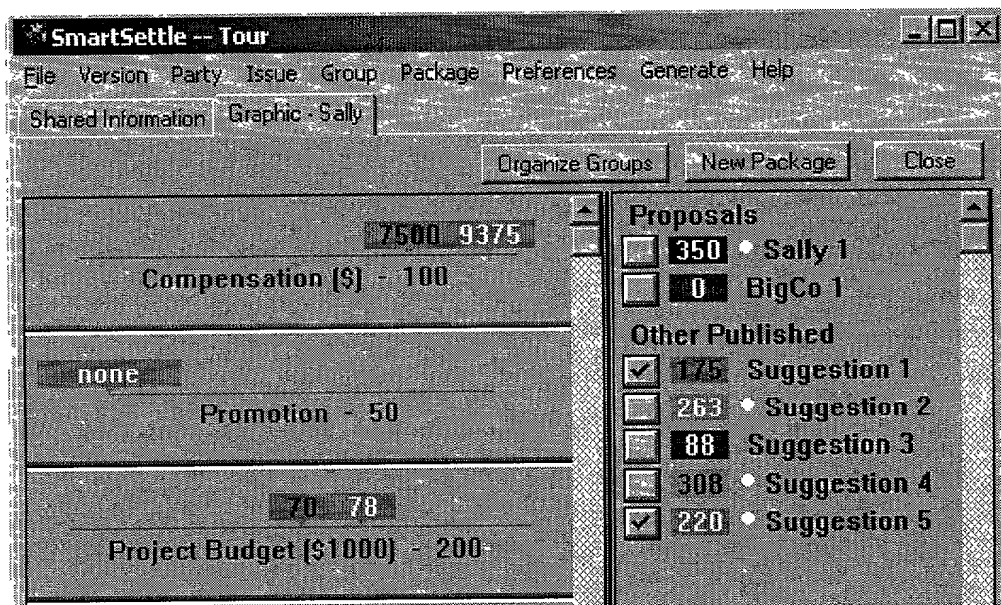 SmartSettle -- Tour
File Version Party Issue Group Package Preferences Generate Help
Shared Information Graphic - Sally
Organize Groups New Package Close
7500 9375
Compensation ($) - 100
none
Promotion - 50
70 78
Project Budget ($1000) - 200
Proposals
350 • Sally 1
0 BigCo 1
Other Published
175 Suggestion 1
263 • Suggestion 2
88 Suggestion 3
308 • Suggestion 4
220 • Suggestion 5